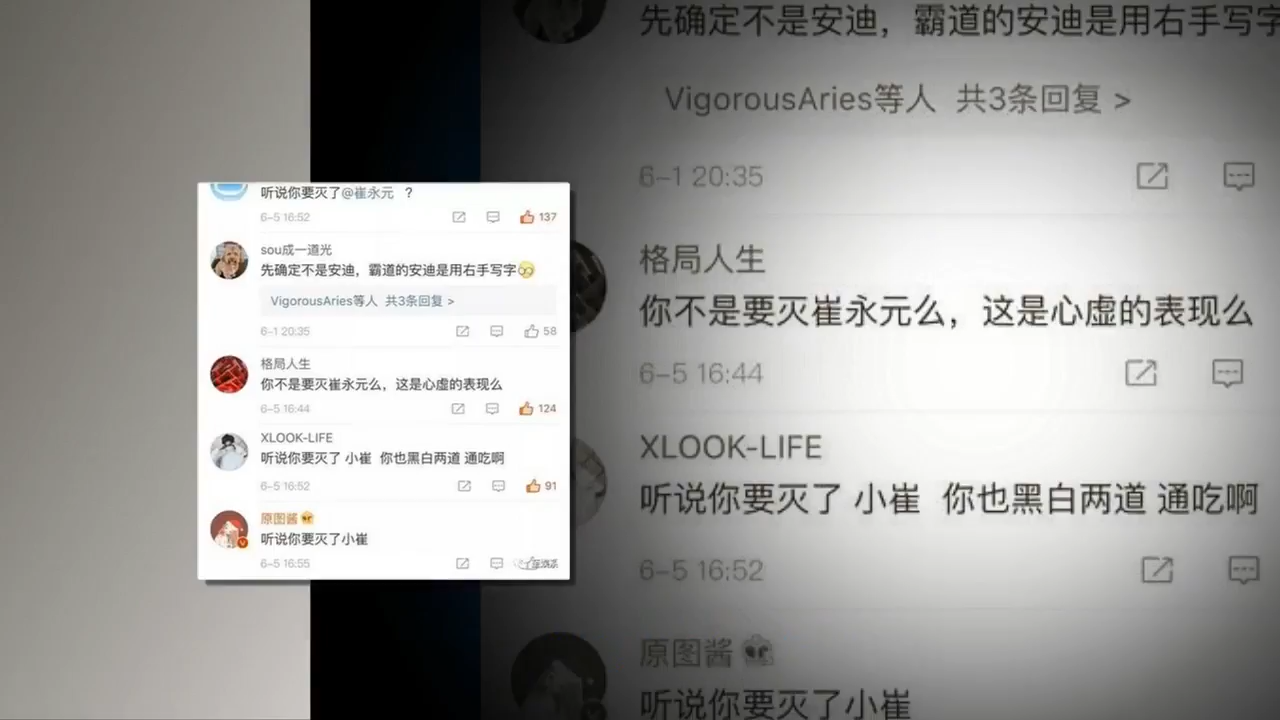 听说你要灭了@崔永元 ?
6-5 16:52
137
sou成一道光
先确定不是安迪，霸道的安迪是用右手写字
VigorousAries等人 共3条回复 >
6-1 20:35
58
格局人生
你不是要灭崔永元么，这是心虚的表现么
6-5 16:44
124
XLOOK-LIFE
听说你要灭了 小崔 你也黑白两道 通吃啊
6-5 16:52
91
原图酱
听说你要灭了小崔
6-5 16:55
先确定不是安迪，霸道的安迪是用右手写字
VigorousAries等人 共3条回复 >
6-1 20:35
格局人生
你不是要灭崔永元么，这是心虚的表现么
6-5 16:44
XLOOK-LIFE
听说你要灭了 小崔 你也黑白两道 通吃啊
6-5 16:52
原图酱
听说你要灭了小崔